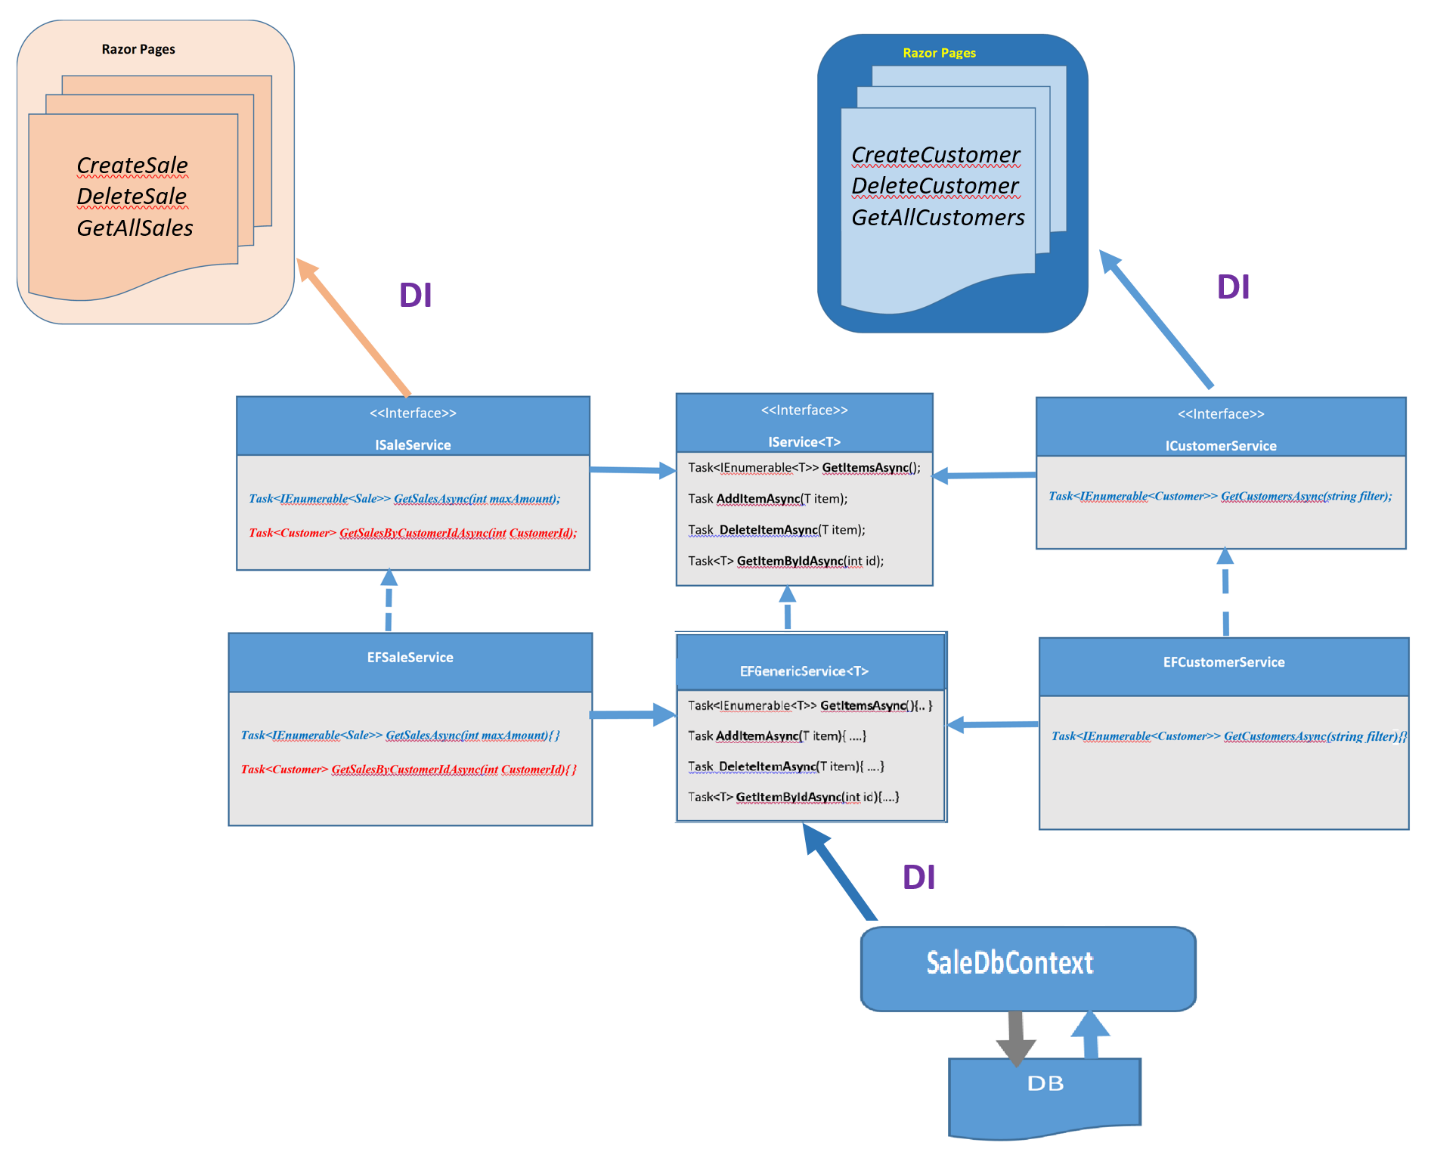 Razor Pages
CreateSale
DeleteSale
GetAllSales
Razor Pages
CreateCustomer
DeleteCustomer
GetAllCustomers
DI
DI
<<Interface>>
ISaleService
Task<IEnumerable<Sale>> GetSalesAsync(int maxAmount);
Task<Customer> GetSalesByCustomerIdAsync(int CustomerId);
<<Interface>>
IService<T>
Task<IEnumerable<T>> GetItemsAsync();
Task AddItemAsync(T item);
Task DeleteItemAsync(T item);
Task<T> GetItemByIdAsync(int id);
<<Interface>>
ICustomerService
Task<IEnumerable<Customer>> GetCustomersAsync(string filter);
EFSaleService
Task<IEnumerable<Sale>> GetSalesAsync(int maxAmount){ }
Task<Customer> GetSalesByCustomerIdAsync(int CustomerId){ }
EFGenericService<T>
Task<IEnumerable<T>> GetItemsAsync(){.. }
Task AddItemAsync(T item){ ....}
Task DeleteItemAsync(T item){ ....}
Task<T> GetItemByIdAsync(int id){....}
EFCustomerService
Task<IEnumerable<Customer>> GetCustomersAsync(string filter){}
DI
SaleDbContext
DB